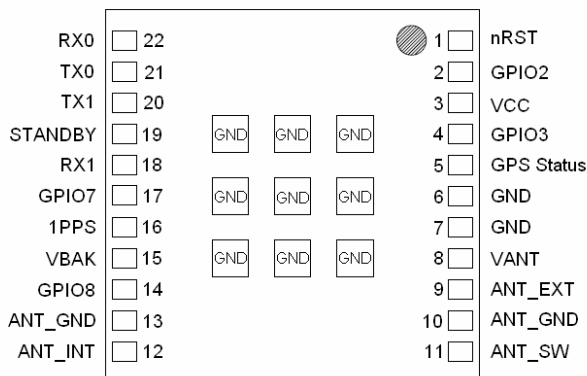 RX0 22 1 nRST
TX0 21 2 GPIO2
TX1 20 3 VCC
STANDBY 19 GND GND GND 4 GPIO3
RX1 18 5 GPS Status
GPIO7 17 GND GND GND 6 GND
1PPS 16 7 GND
VBAK 15 GND GND GND 8 VANT
GPIO8 14 9 ANT_EXT
ANT_GND 13 10 ANT_GND
ANT_INT 12 11 ANT_SW